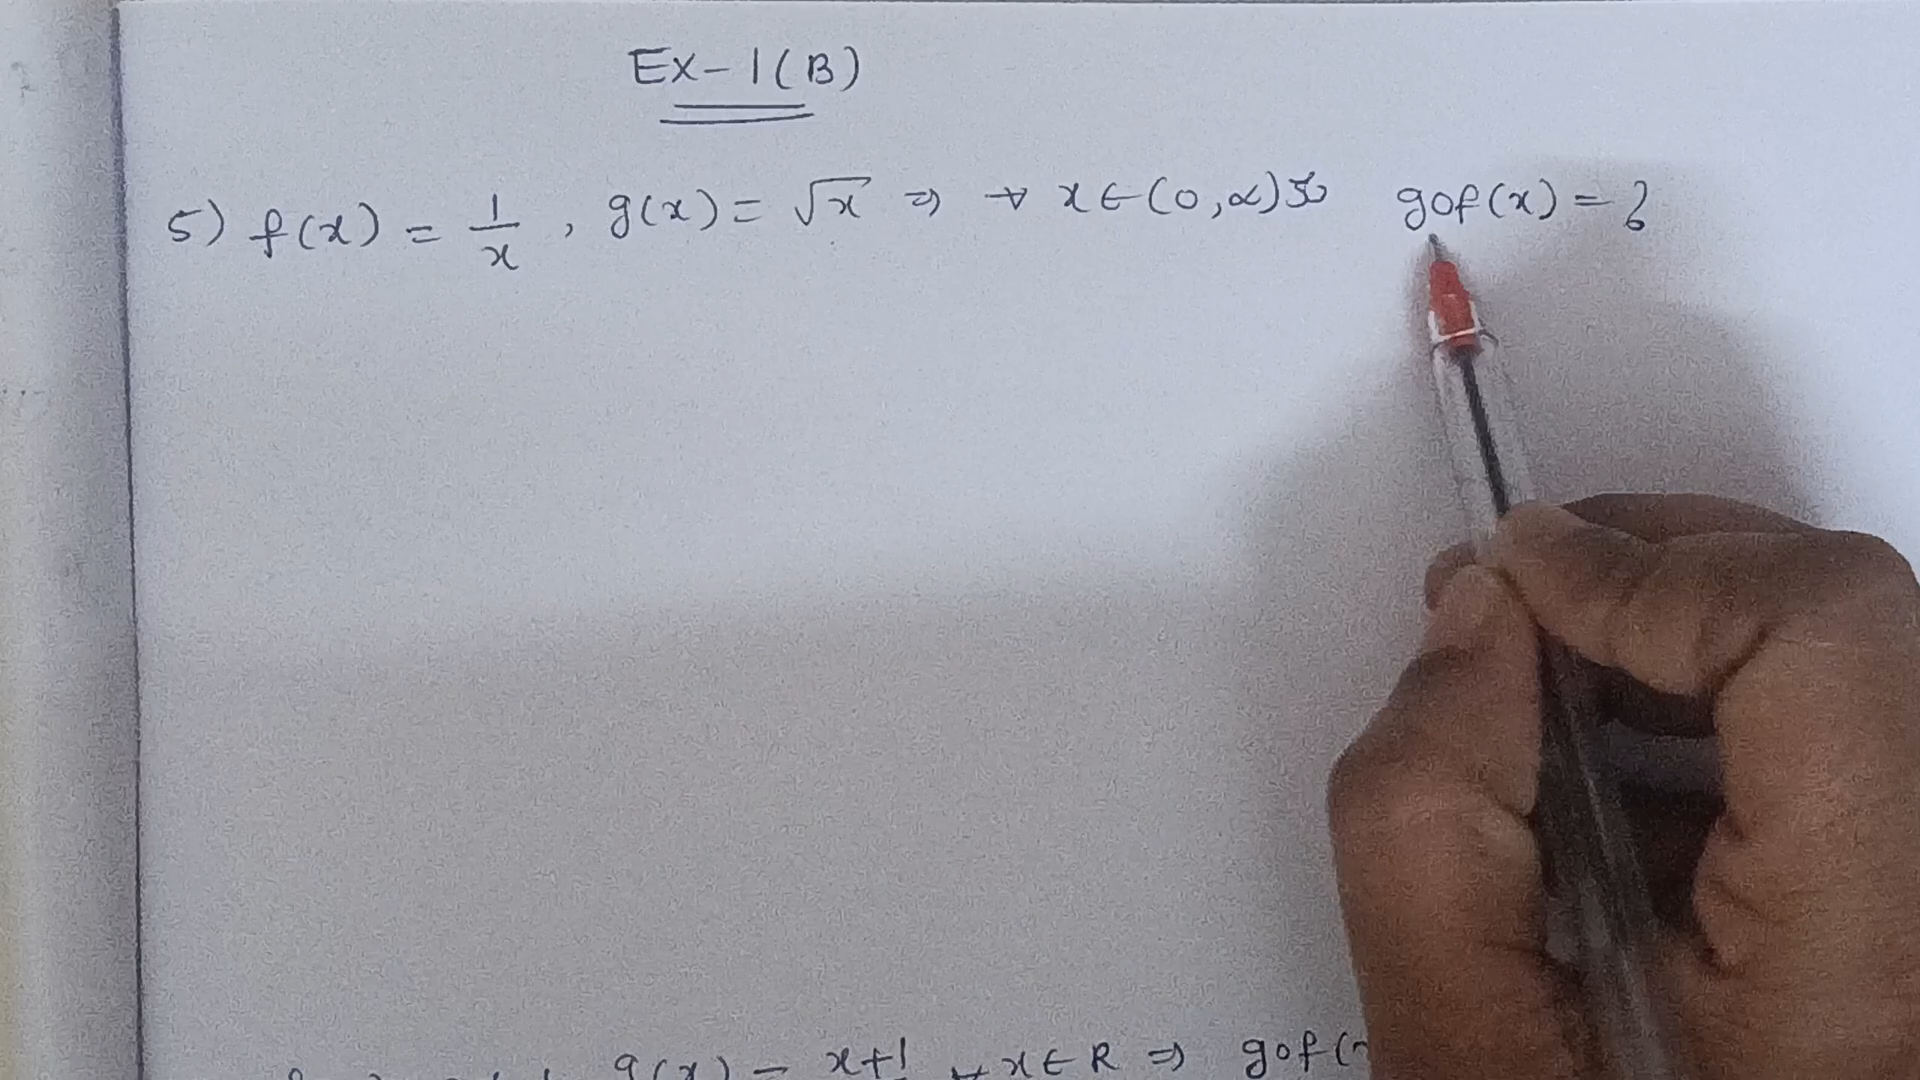 Ex-1(B)
5) f(x) = 1/x , g(x) = √x ⇒ ∀ x ∈ (0,∝) gof(x) = ?
g(x) = x+1 ∀ x ∈ R ⇒ gof(